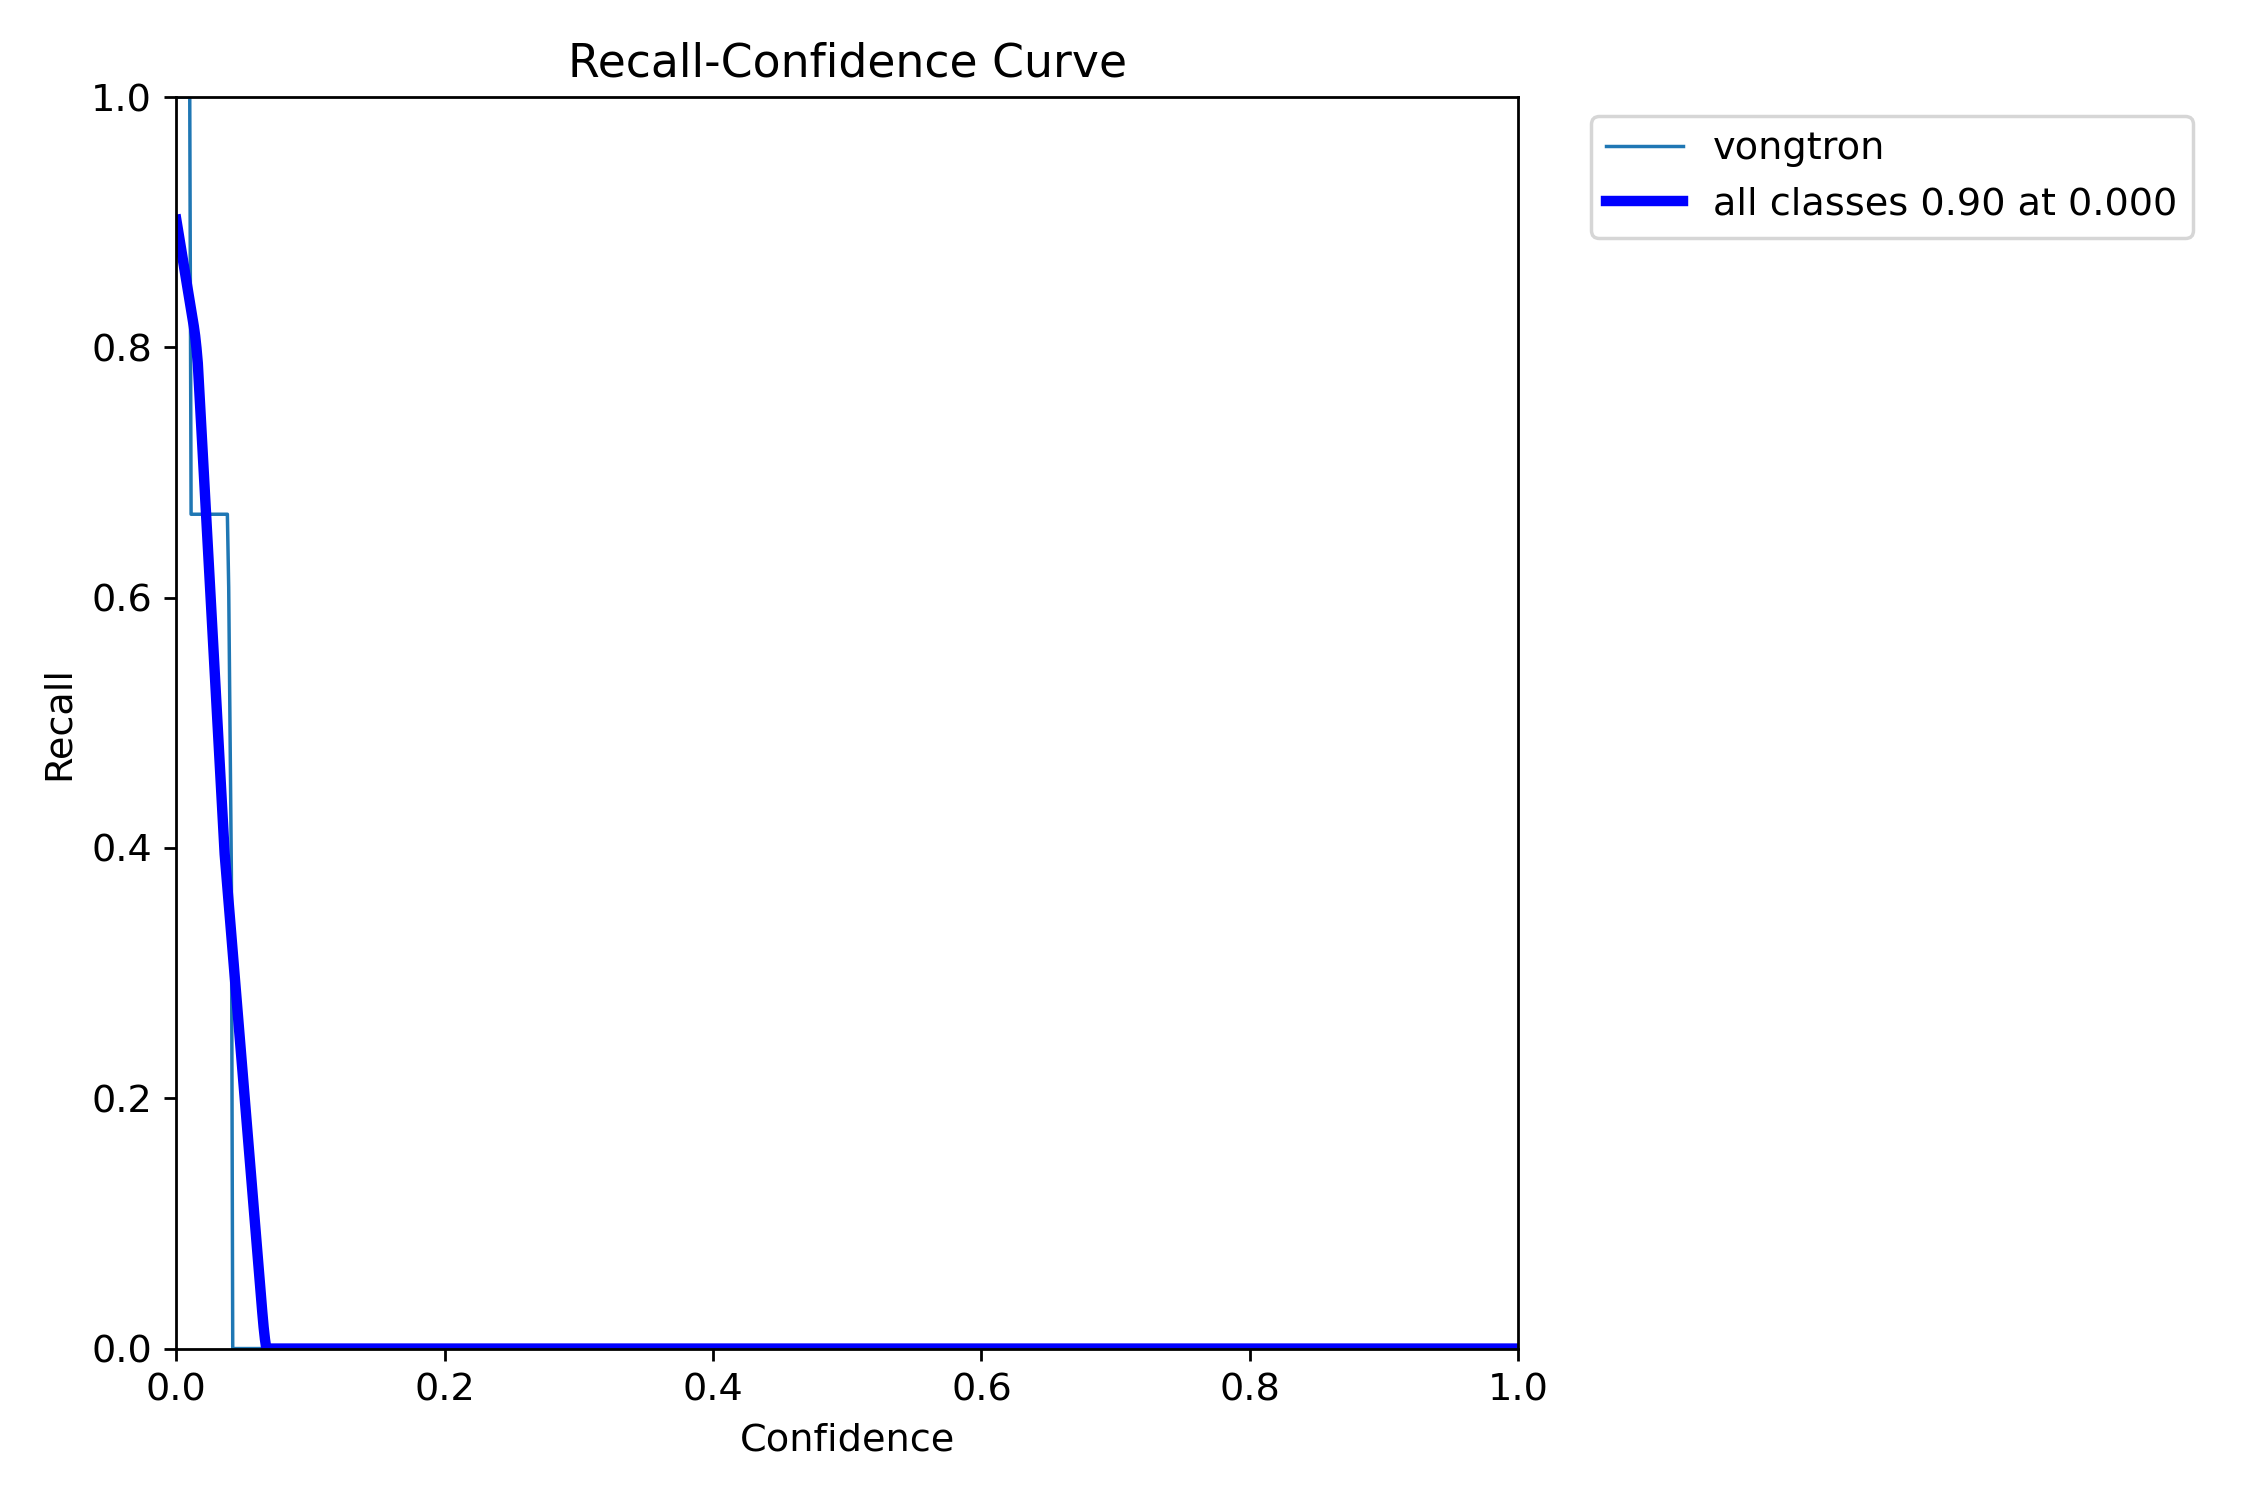 Recall-Confidence Curve
1.0
0.8
0.6
0.4
0.2
0.0
Recall
0.0 0.2 0.4 0.6 0.8 1.0
Confidence
vongtron
all classes 0.90 at 0.000